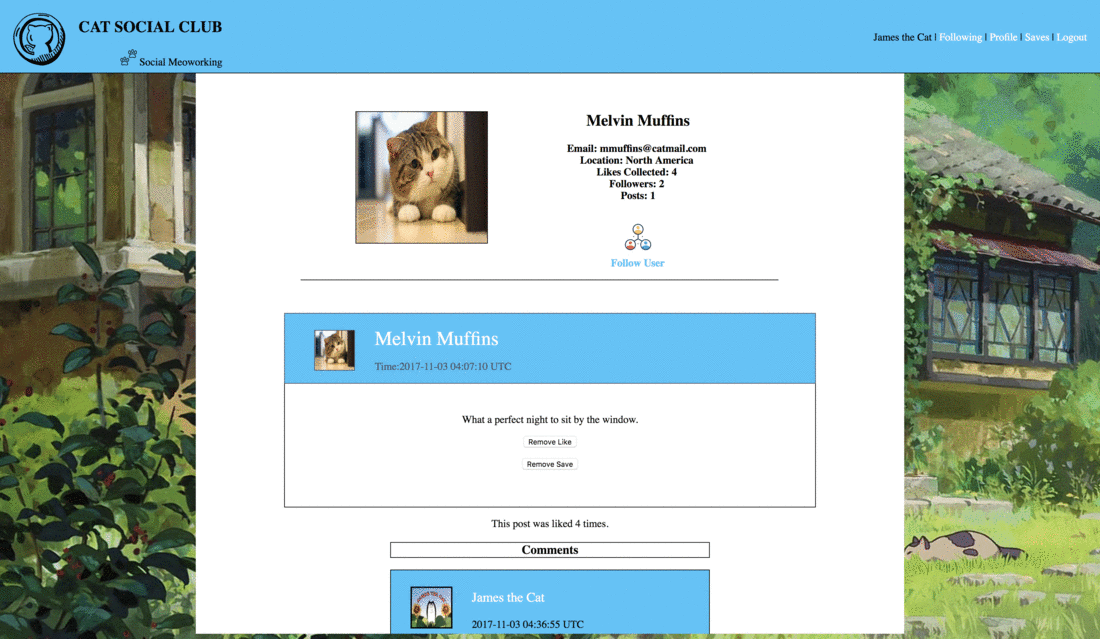 CAT SOCIAL CLUB
Social Meoworking
James the Cat | Following | Profile | Saves | Logout
Melvin Muffins
Email: mmuffins@catmail.com
Location: North America
Likes Collected: 4
Followers: 2
Posts: 1
Follow User
Melvin Muffins
Time:2017-11-03 04:07:10 UTC
What a perfect night to sit by the window.
Remove Like
Remove Save
This post was liked 4 times.
Comments
James the Cat
2017-11-03 04:36:55 UTC